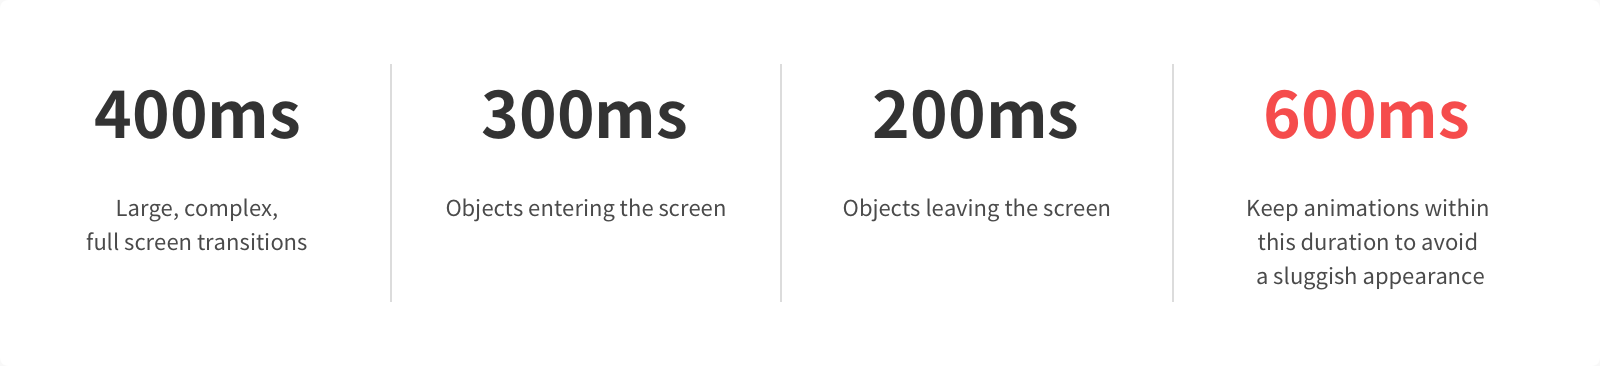 400ms
Large, complex,
full screen transitions
300ms
Objects entering the screen
200ms
Objects leaving the screen
600ms
Keep animations within
this duration to avoid
a sluggish appearance